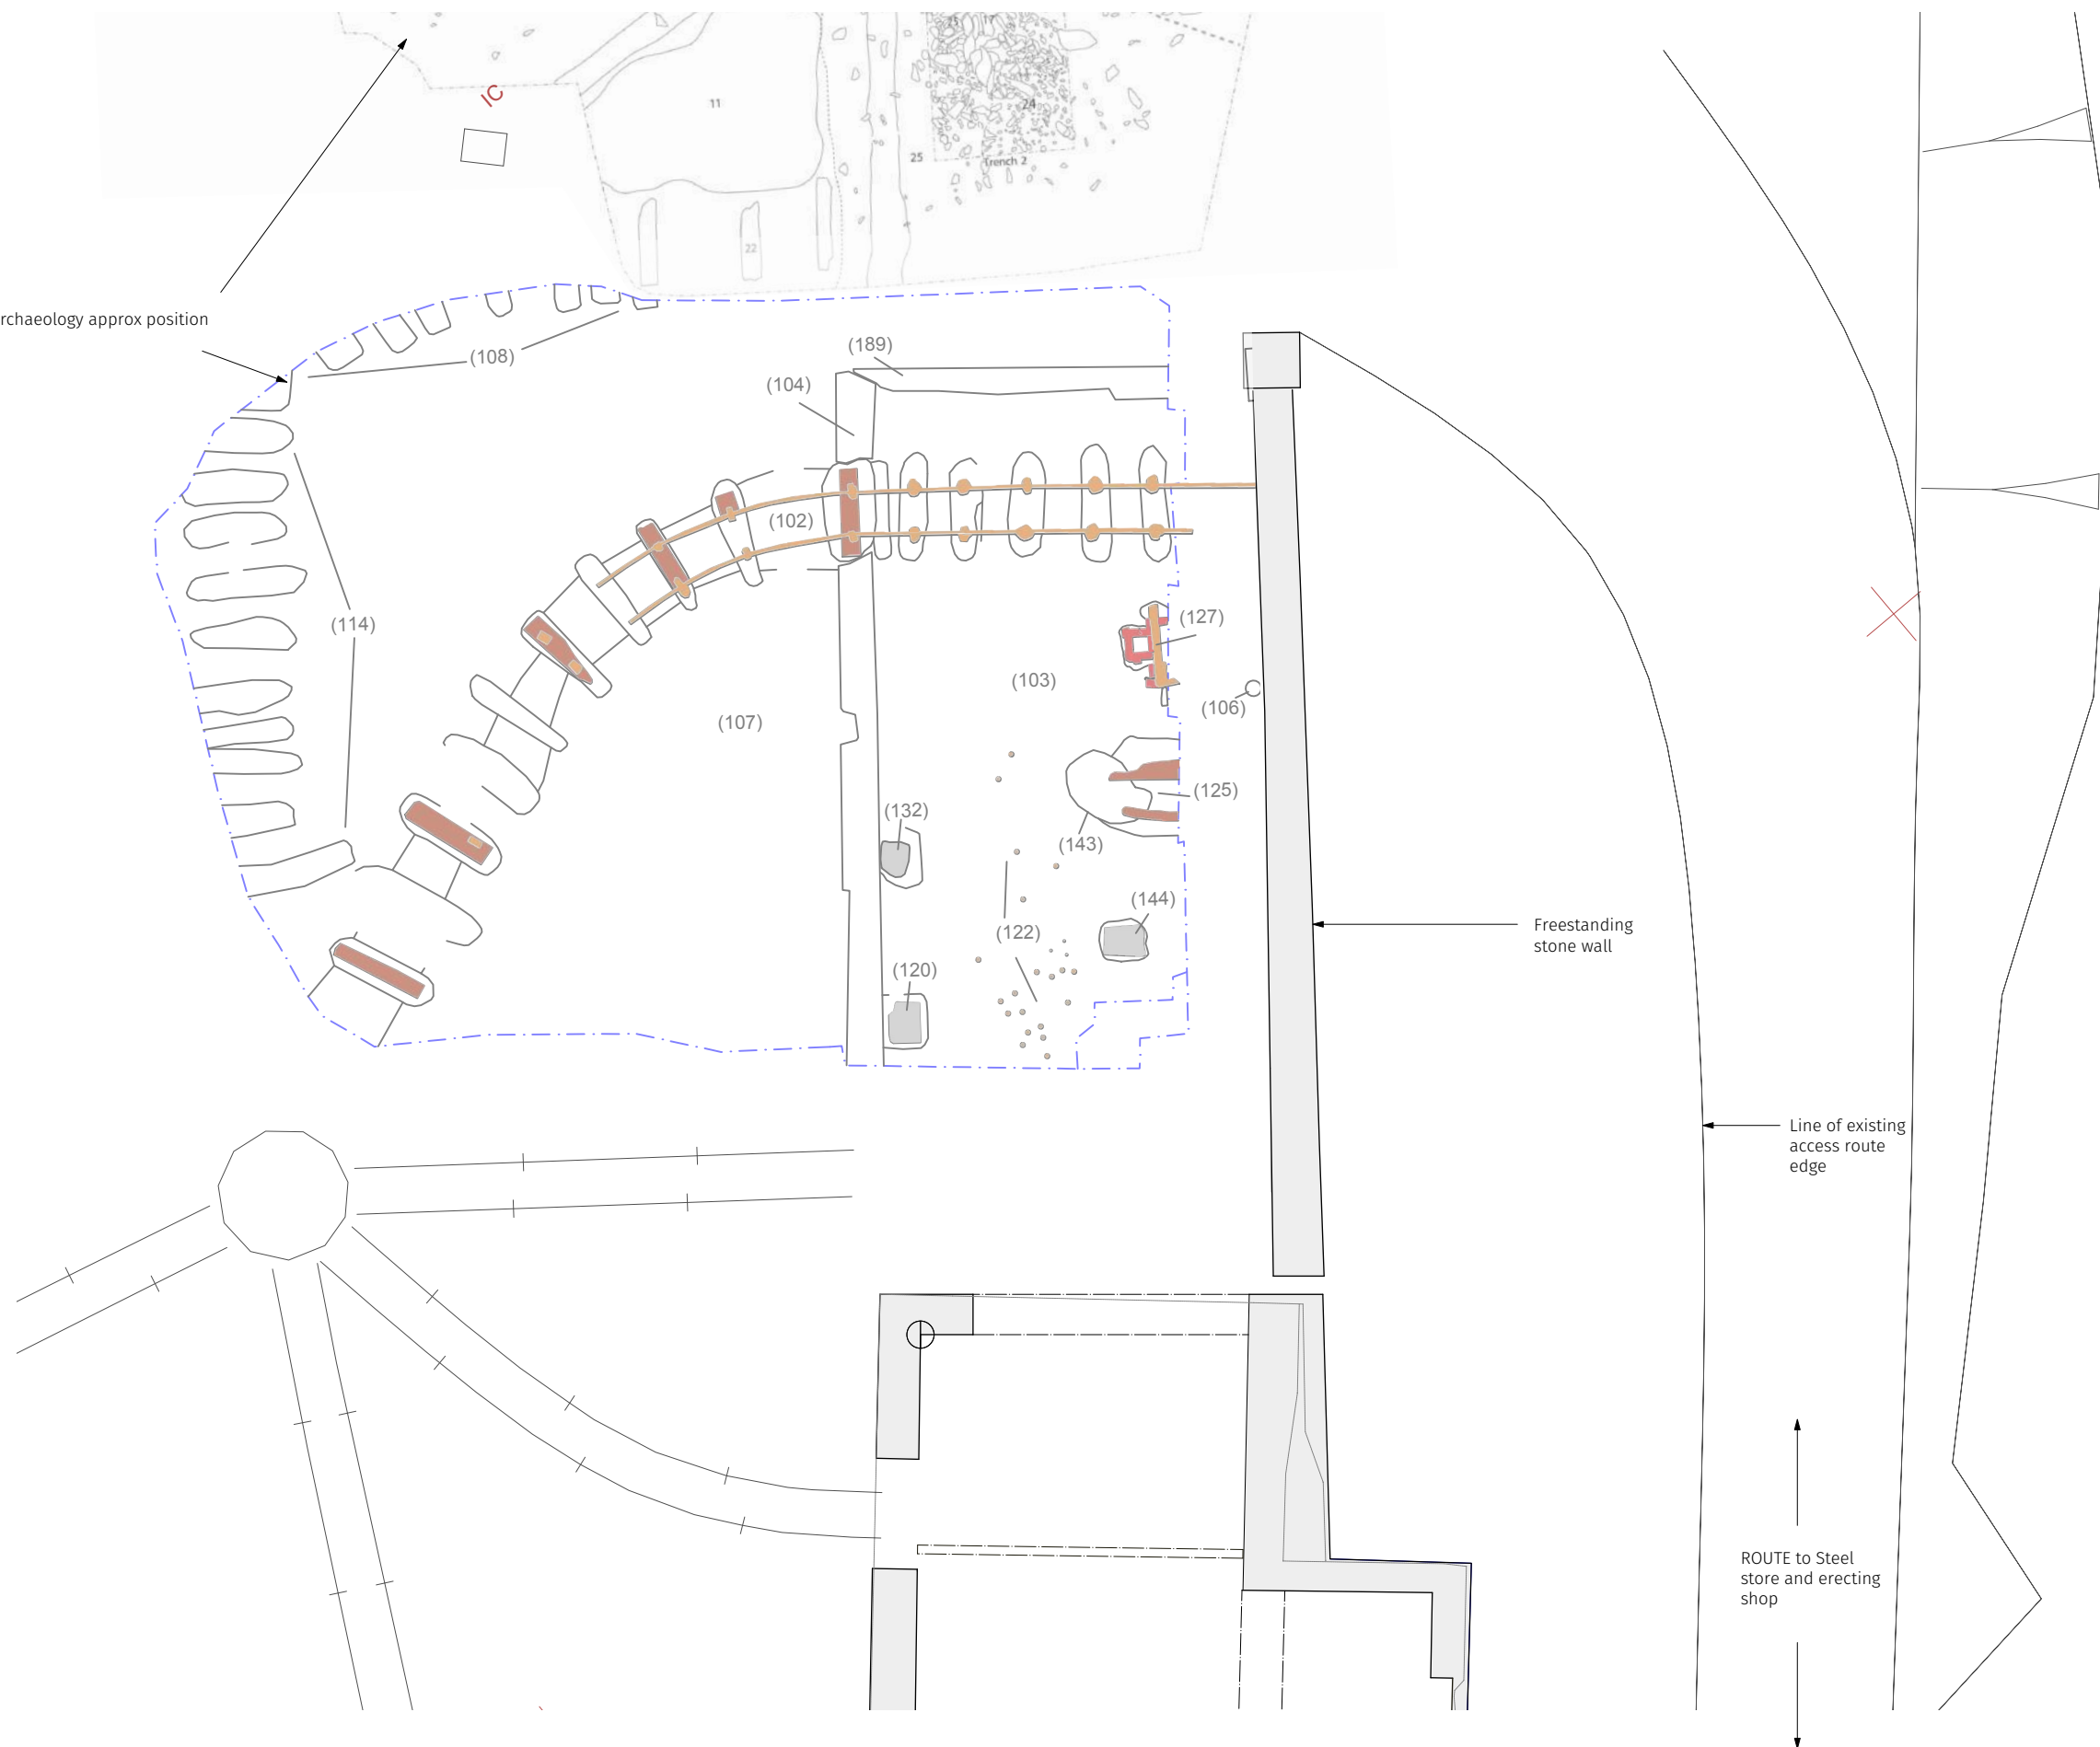 17
IC
11
24
25
Trench 2
22
rchaeology approx position
(189)
(108)
(104)
(102)
(127)
(114)
(103)
(106)
(107)
(125)
(132)
(143)
(144)
(122)
(120)
Freestanding
stone wall
Line of existing
access route
edge
ROUTE to Steel
store and erecting
shop